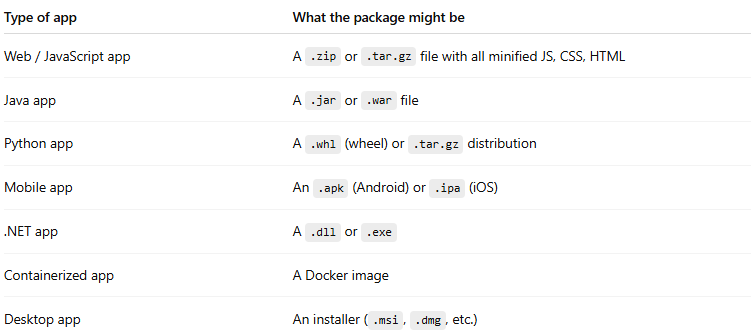 Type of app What the package might be
Web / JavaScript app A .zip or .tar.gz file with all minified JS, CSS, HTML
Java app A .jar or .war file
Python app A .whl (wheel) or .tar.gz distribution
Mobile app An .apk (Android) or .ipa (iOS)
.NET app A .dll or .exe
Containerized app A Docker image
Desktop app An installer ( .msi , .dmg , etc.)